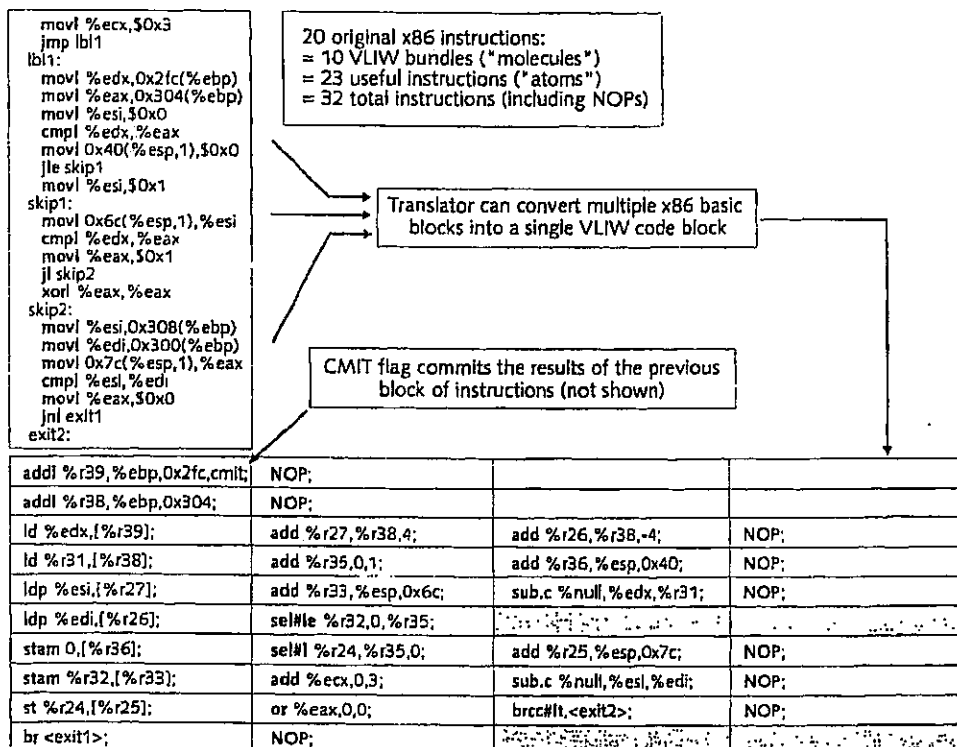 movl %ecx,$0x3
jmp lbl1
lbl1:
movl %edx,0x2fc(%ebp)
movl %eax,0x304(%ebp)
movl %esi,$0x0
cmpl %edx,%eax
movl 0x40(%esp,1),$0x0
jle skip1
movl %esi,$0x1
skip1:
movl 0x6c(%esp,1),%esi
cmpl %edx,%eax
movl %eax,$0x1
jl skip2
xorl %eax,%eax
skip2:
movl %esi,0x308(%ebp)
movl %edi,0x300(%ebp)
movl 0x7c(%esp,1),%eax
cmpl %esi,%edi
movl %eax,$0x0
jnl exit1
exit2:
20 original x86 instructions:
= 10 VLIW bundles ("molecules")
= 23 useful instructions ("atoms")
= 32 total instructions (including NOPs)
Translator can convert multiple x86 basic
blocks into a single VLIW code block
CMIT flag commits the results of the previous
block of instructions (not shown)
addi %r39,%ebp,0x2fc,cmit; NOP;
addi %r38,%ebp,0x304; NOP;
ld %edx,[%r39]; add %r27,%r38,4; add %r26,%r38,-4; NOP;
ld %r31,[%r38]; add %r35,0,1; add %r36,%esp,0x40; NOP;
ldp %esi,[%r27]; add %r33,%esp,0x6c; sub.c %null,%edx,%r31; NOP;
ldp %edi,[%r26]; sel#le %r32,0,%r35;
stam 0,[%r36]; sel#l %r24,%r35,0; add %r25,%esp,0x7c; NOP;
stam %r32,[%r33]; add %ecx,0,3; sub.c %null,%esi,%edi; NOP;
st %r24,[%r25]; or %eax,0,0; brcc#lt,<exit2>; NOP;
br <exit1>; NOP;